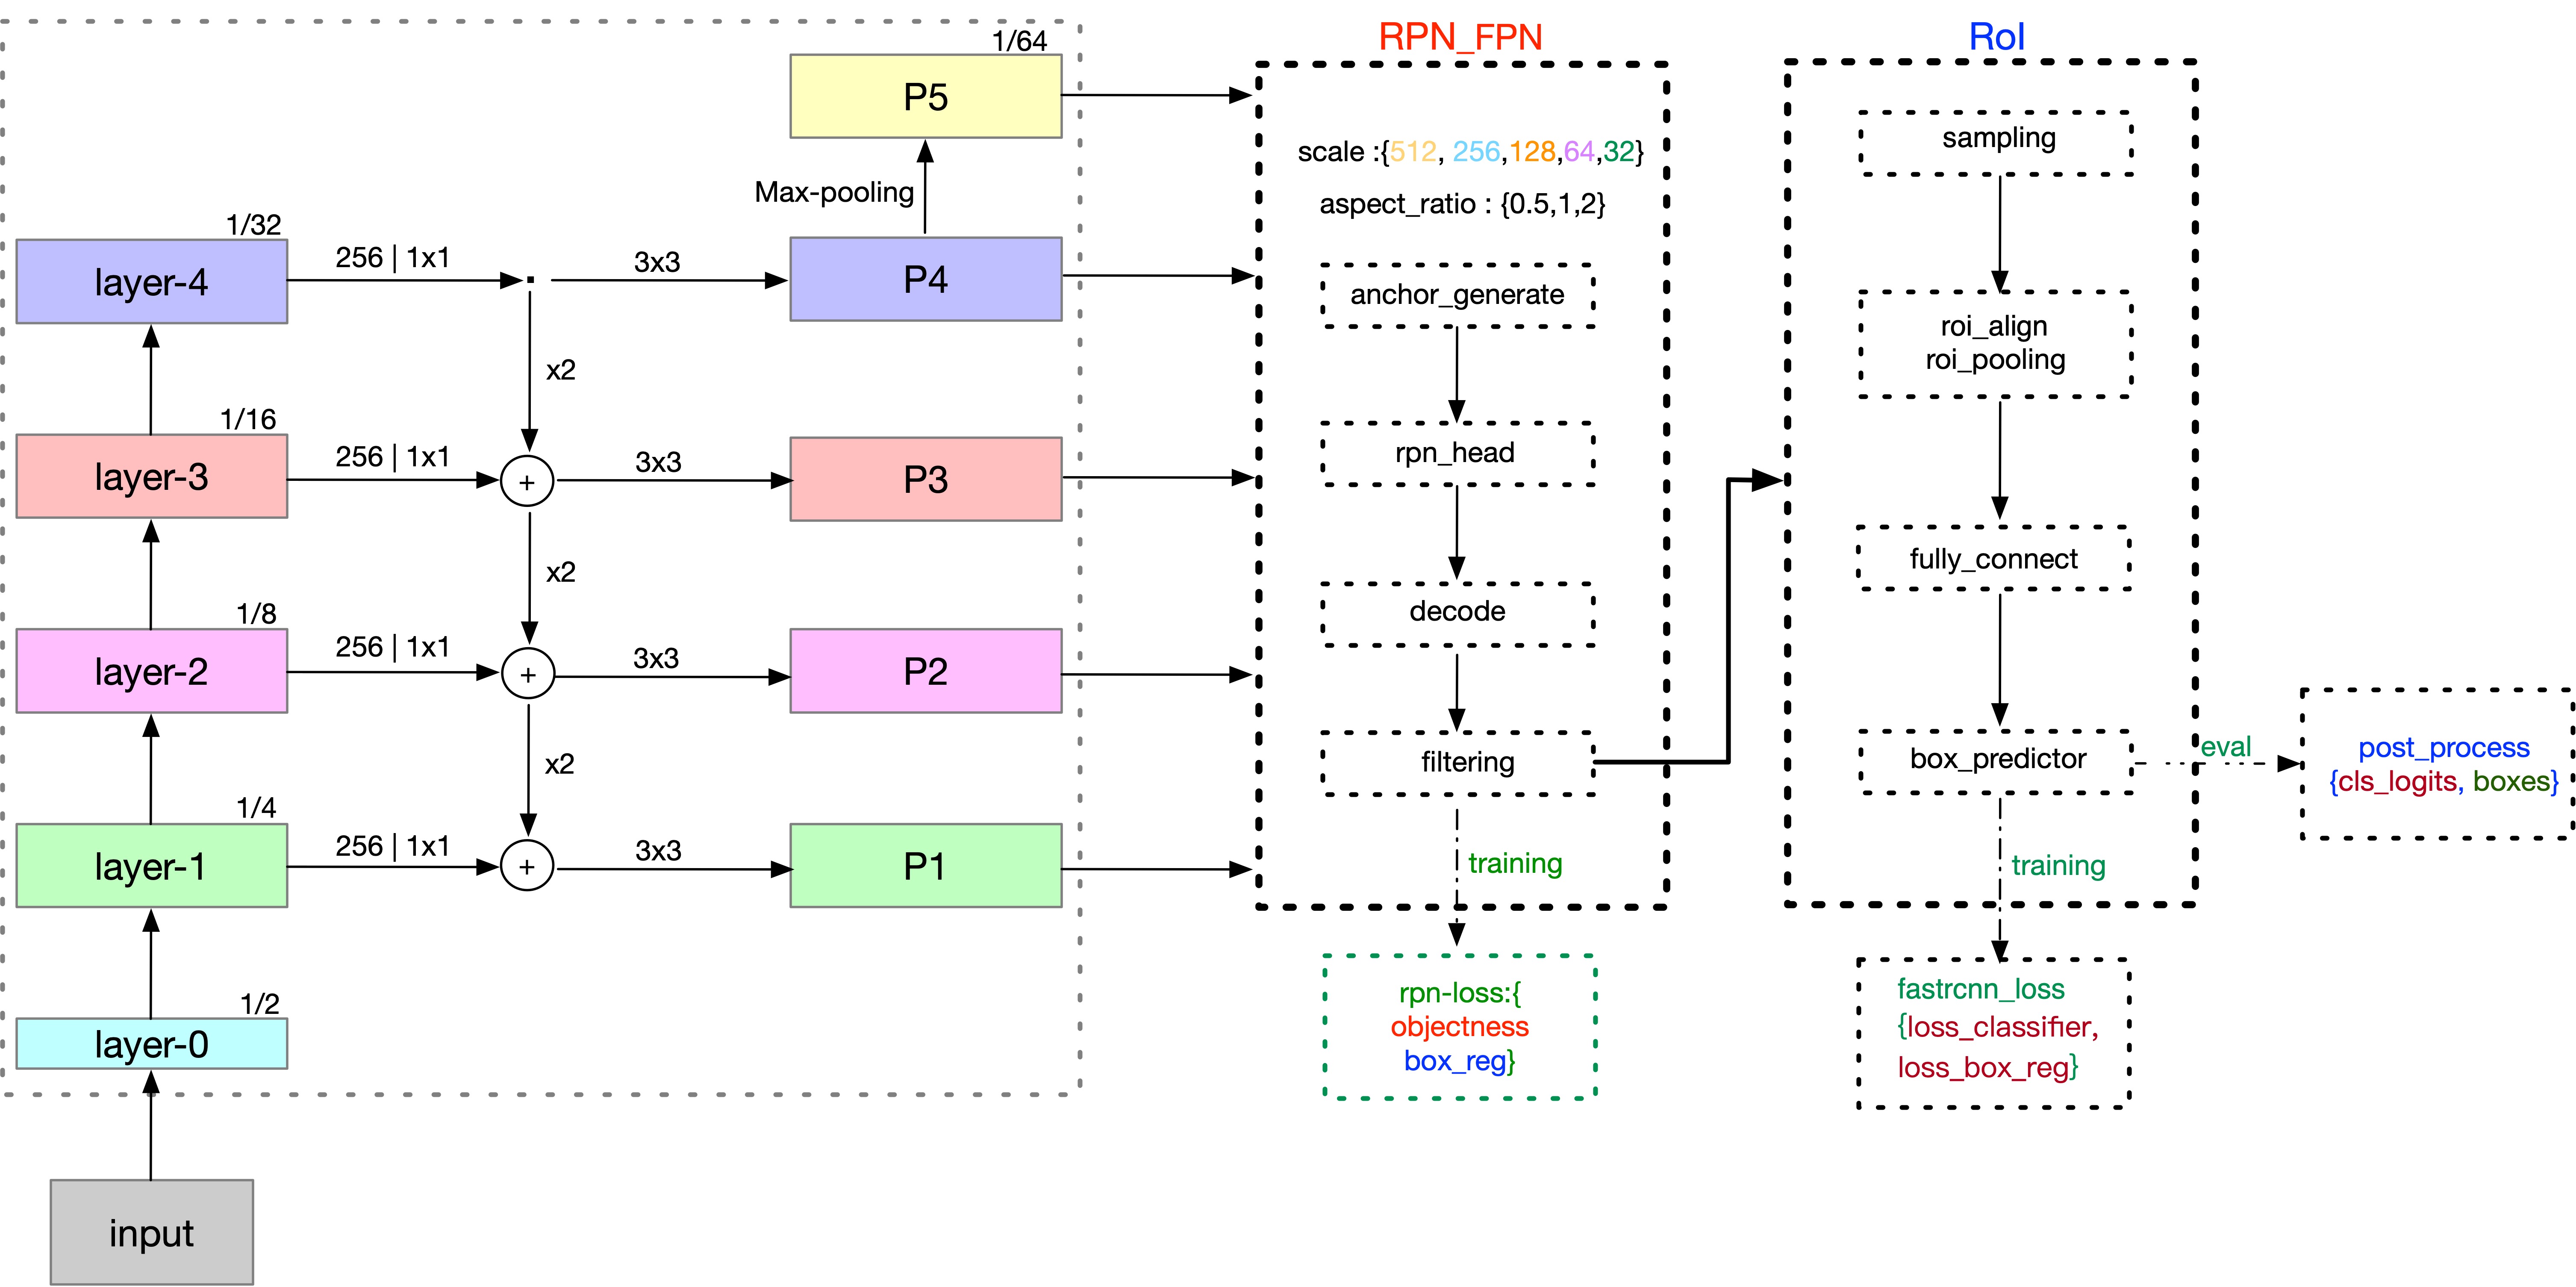 1/64
P5
Max-pooling
1/32
layer-4
256 | 1x1
3x3
P4
x2
1/16
layer-3
256 | 1x1
+
3x3
P3
x2
1/8
layer-2
256 | 1x1
+
3x3
P2
x2
1/4
layer-1
256 | 1x1
+
3x3
P1
1/2
layer-0
input
RPN_FPN
scale :{512, 256,128,64,32}
aspect_ratio : {0.5,1,2}
anchor_generate
rpn_head
decode
filtering
training
rpn-loss:{
objectness
box_reg}
RoI
sampling
roi_align
roi_pooling
fully_connect
box_predictor
training
fastrcnn_loss
{loss_classifier,
loss_box_reg}
eval
post_process
{cls_logits, boxes}